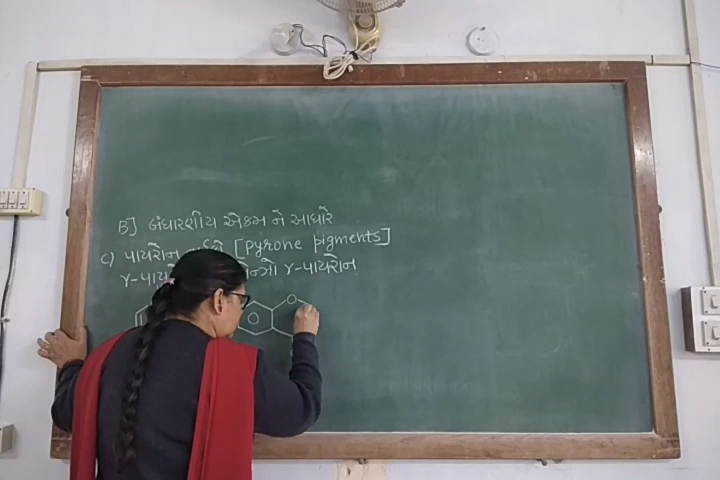 B] બંધારણીય એકમ ને આધારે
c) પાયરોન [Pyrone pigments]
γ-પાય બેન્ઝો γ-પાયરોન
O